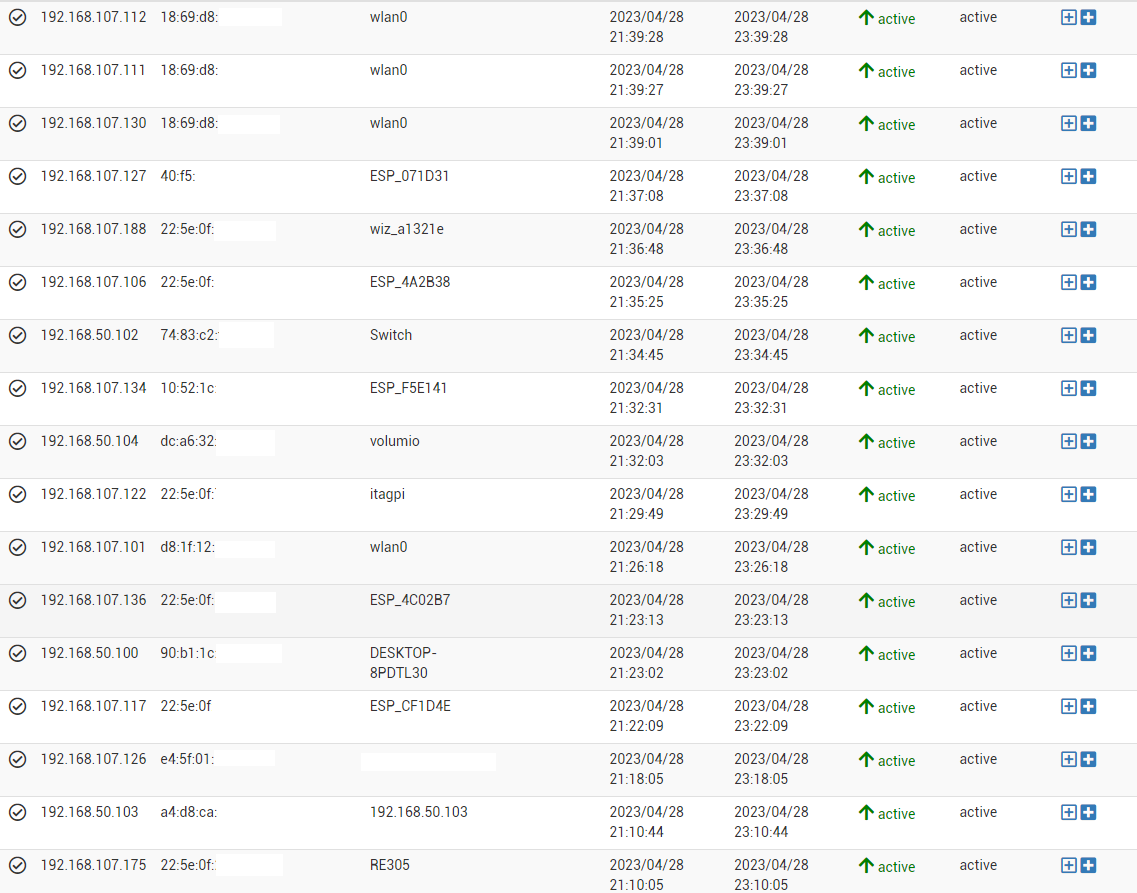 192.168.107.112 18:69:d8: wlan0 2023/04/28 2023/04/28 active active
21:39:28 23:39:28
192.168.107.111 18:69:d8: wlan0 2023/04/28 2023/04/28 active active
21:39:27 23:39:27
192.168.107.130 18:69:d8: wlan0 2023/04/28 2023/04/28 active active
21:39:01 23:39:01
192.168.107.127 40:f5: ESP_071D31 2023/04/28 2023/04/28 active active
21:37:08 23:37:08
192.168.107.188 22:5e:0f: wiz_a1321e 2023/04/28 2023/04/28 active active
21:36:48 23:36:48
192.168.107.106 22:5e:0f: ESP_4A2B38 2023/04/28 2023/04/28 active active
21:35:25 23:35:25
192.168.50.102 74:83:c2: Switch 2023/04/28 2023/04/28 active active
21:34:45 23:34:45
192.168.107.134 10:52:1c: ESP_F5E141 2023/04/28 2023/04/28 active active
21:32:31 23:32:31
192.168.50.104 dc:a6:32: volumio 2023/04/28 2023/04/28 active active
21:32:03 23:32:03
192.168.107.122 22:5e:0f: itagpi 2023/04/28 2023/04/28 active active
21:29:49 23:29:49
192.168.107.101 d8:1f:12: wlan0 2023/04/28 2023/04/28 active active
21:26:18 23:26:18
192.168.107.136 22:5e:0f: ESP_4C02B7 2023/04/28 2023/04/28 active active
21:23:13 23:23:13
192.168.50.100 90:b1:1c: DESKTOP- 2023/04/28 2023/04/28 active active
8PDTL30 21:23:02 23:23:02
192.168.107.117 22:5e:0f ESP_CF1D4E 2023/04/28 2023/04/28 active active
21:22:09 23:22:09
192.168.107.126 e4:5f:01: 2023/04/28 2023/04/28 active active
21:18:05 23:18:05
192.168.50.103 a4:d8:ca: 192.168.50.103 2023/04/28 2023/04/28 active active
21:10:44 23:10:44
192.168.107.175 22:5e:0f: RE305 2023/04/28 2023/04/28 active active
21:10:05 23:10:05